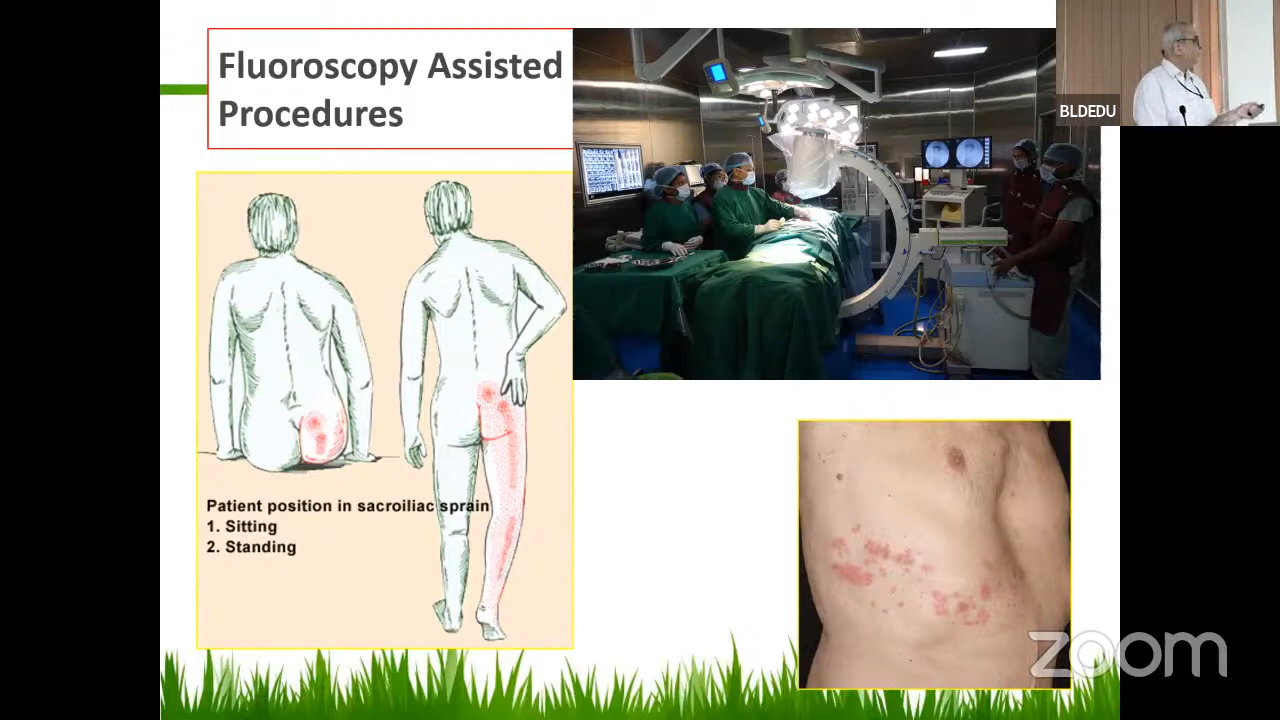 Fluoroscopy Assisted
Procedures
BLDEDU
Patient position in sacroiliac sprain
1. Sitting
2. Standing
zoom